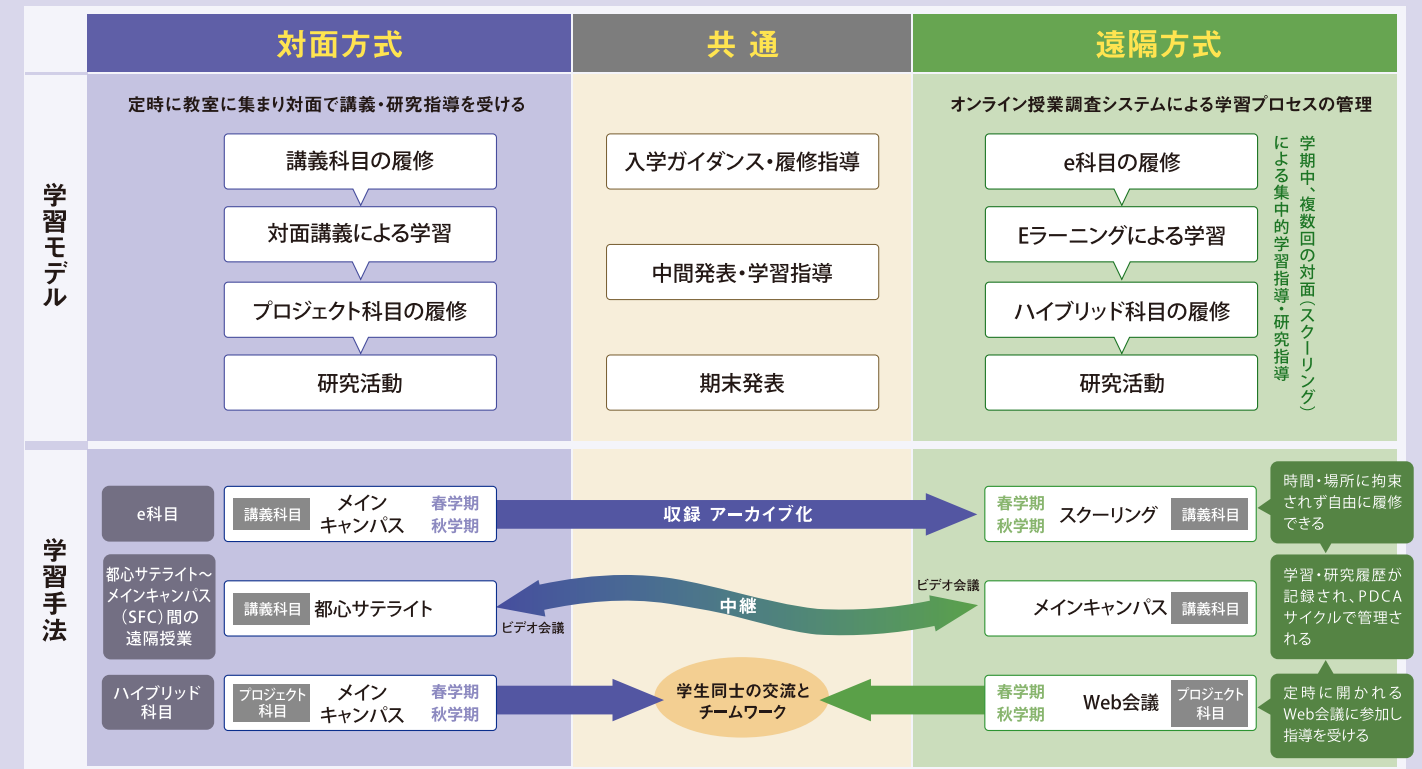 対面方式
共通
遠隔方式
学習モデル
定時に教室に集まり対面で講義・研究指導を受ける
講義科目の履修
対面講義による学習
プロジェクト科目の履修
研究活動
入学ガイダンス・履修指導
中間発表・学習指導
期末発表
オンライン授業調査システムによる学習プロセスの管理
e科目の履修
Eラーニングによる学習
ハイブリッド科目の履修
研究活動
学期中、複数回の対面(スクーリング)
による集中的学習指導・研究指導
学習手法
e科目
講義科目
メイン
キャンパス
春学期
秋学期
収録 アーカイブ化
春学期
秋学期
スクーリング
講義科目
時間・場所に拘束
されず自由に履修
できる
都心サテライト〜
メインキャンパス
(SFC)間の
遠隔授業
講義科目
都心サテライト
ビデオ会議
中継
ビデオ会議
メインキャンパス
講義科目
学習・研究履歴が
記録され、PDCA
サイクルで管理さ
れる
ハイブリッド
科目
プロジェクト
科目
メイン
キャンパス
春学期
秋学期
学生同士の交流と
チームワーク
春学期
秋学期
Web会議
プロジェクト
科目
定時に開かれる
Web会議に参加し
指導を受ける